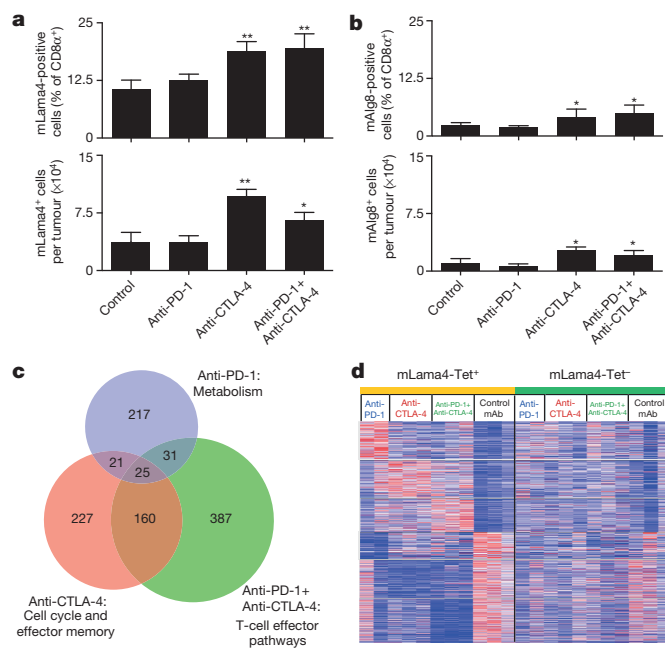 a
mLama4-positive
cells (% of CD8α⁺)
25
12.5
0
**
**
mLama4⁺ cells
per tumour (×10⁴)
15
7.5
0
**
*
Control
Anti-PD-1
Anti-CTLA-4
Anti-PD-1+
Anti-CTLA-4
b
mAlg8-positive
cells (% of CD8α⁺)
25
12.5
0
*
*
mAlg8⁺ cells
per tumour (×10⁴)
15
7.5
0
*
*
Control
Anti-PD-1
Anti-CTLA-4
Anti-PD-1+
Anti-CTLA-4
c
Anti-PD-1:
Metabolism
217
21
31
25
227
160
387
Anti-CTLA-4:
Cell cycle and
effector memory
Anti-PD-1+
Anti-CTLA-4:
T-cell effector
pathways
d
mLama4-Tet⁺
mLama4-Tet⁻
Anti-
PD-1
Anti-
CTLA-4
Anti-PD-1+
Anti-CTLA-4
Control
mAb
Anti-
PD-1
Anti-
CTLA-4
Anti-PD-1+
Anti-CTLA-4
Control
mAb